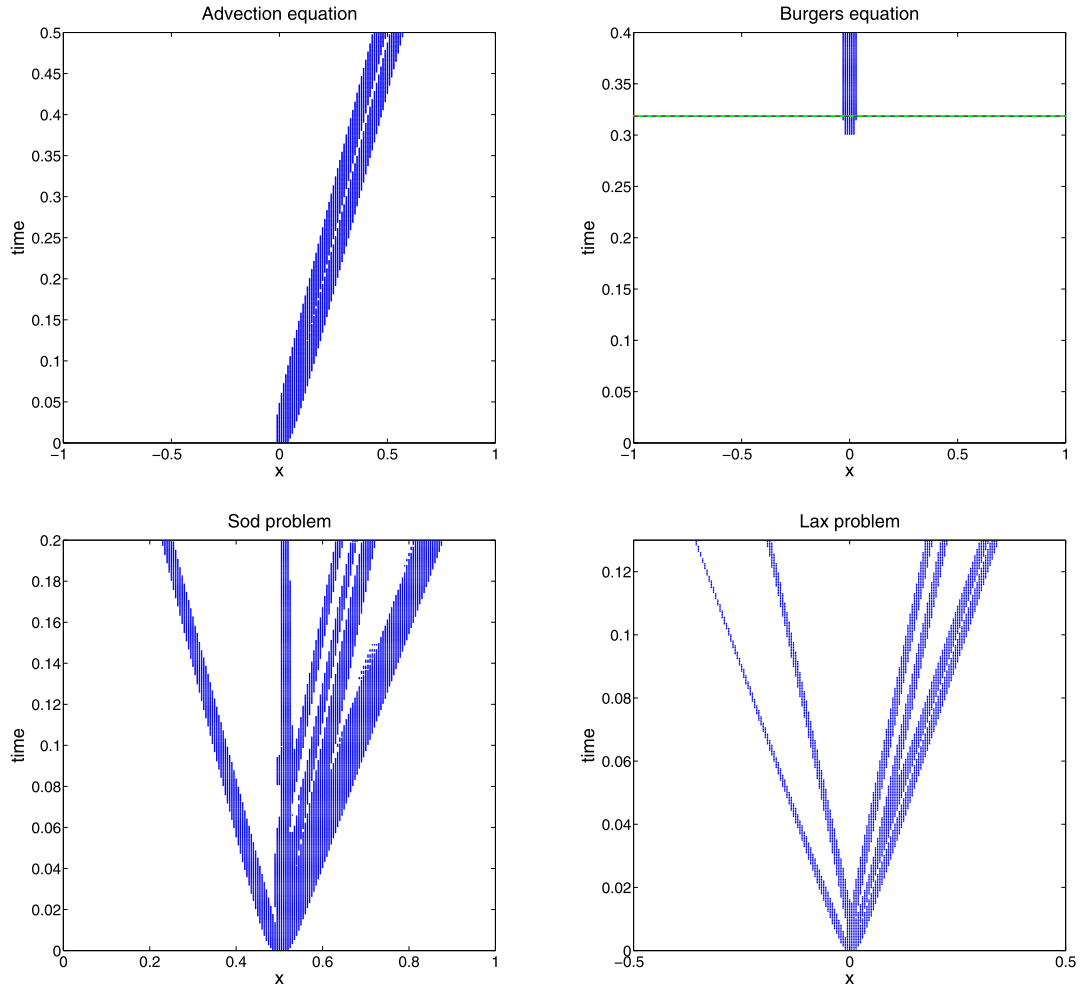 Advection equation
0.5
0.45
0.4
0.35
0.3
0.25
0.2
0.15
0.1
0.05
0
time
−1 −0.5 0 0.5 1
x
Burgers equation
0.4
0.35
0.3
0.25
0.2
0.15
0.1
0.05
0
time
−1 −0.5 0 0.5 1
x
Sod problem
0.2
0.18
0.16
0.14
0.12
0.1
0.08
0.06
0.04
0.02
0
time
0 0.2 0.4 0.6 0.8 1
x
Lax problem
0.12
0.1
0.08
0.06
0.04
0.02
0
time
−0.5 0 0.5
x